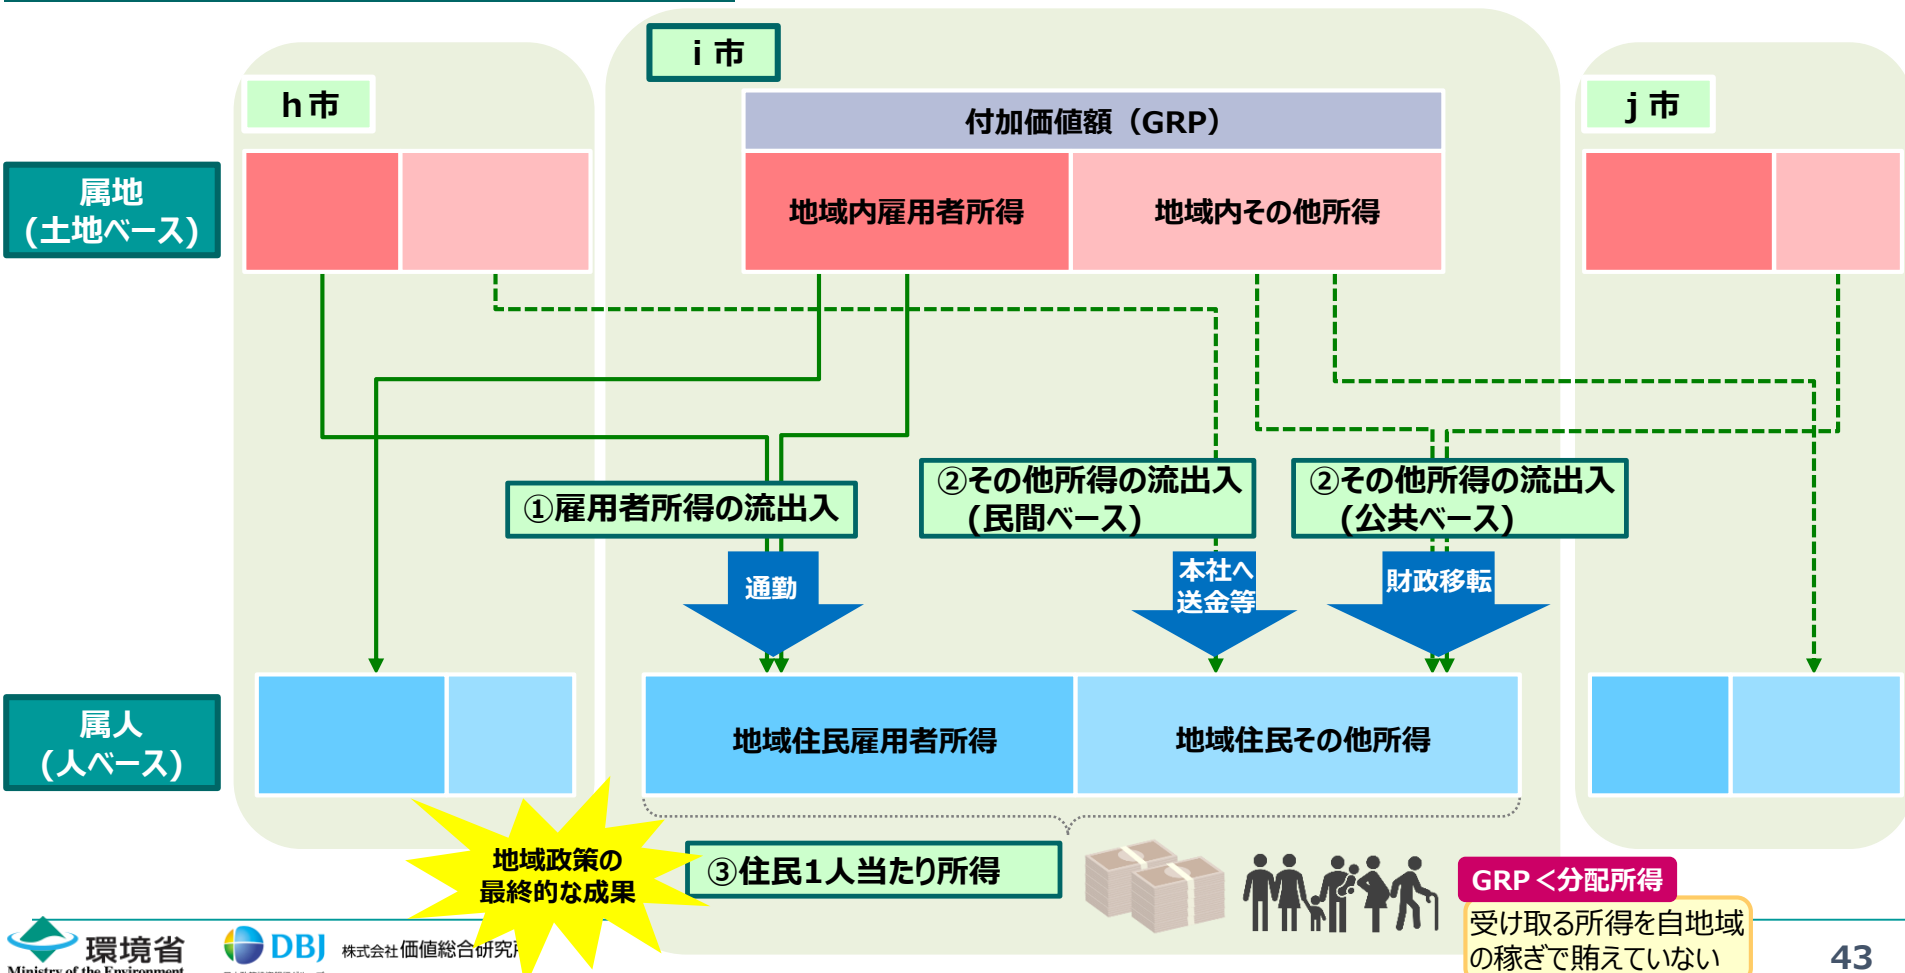 i 市
h市
j 市
付加価値額（GRP）
属地
(土地ベース)
地域内雇用者所得
地域内その他所得
①雇用者所得の流出入
②その他所得の流出入
(民間ベース)
②その他所得の流出入
(公共ベース)
通勤
本社へ
送金等
財政移転
属人
(人ベース)
地域住民雇用者所得
地域住民その他所得
地域政策の
最終的な成果
③住民1人当たり所得
GRP＜分配所得
受け取る所得を自地域
の稼ぎで賄えていない
環境省
Ministry of the Environment
DBJ
株式会社価値総合研究所
43